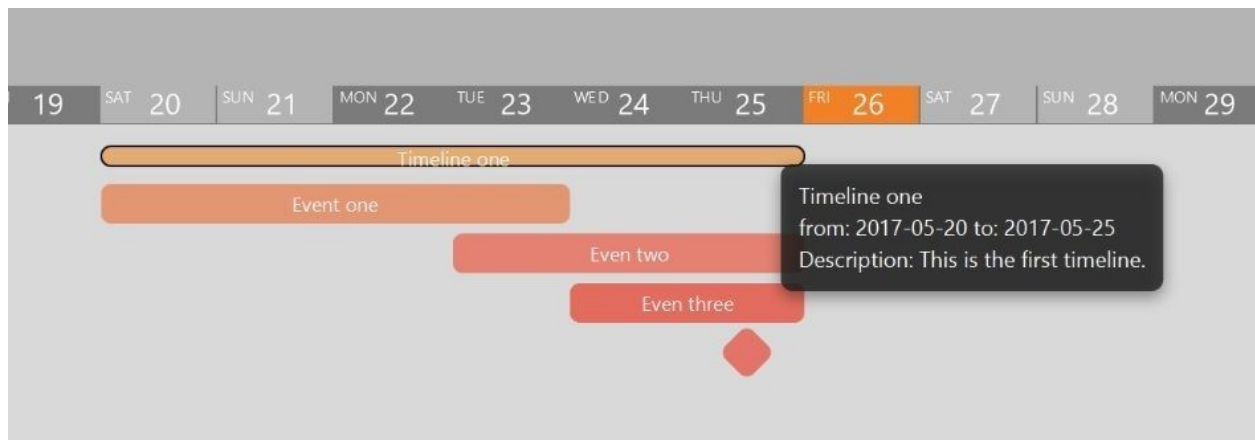 19 SAT 20 SUN 21 MON 22 TUE 23 WED 24 THU 25 FRI 26 SAT 27 SUN 28 MON 29
Timeline one
Event one
Even two
Even three
Timeline one
from: 2017-05-20 to: 2017-05-25
Description: This is the first timeline.